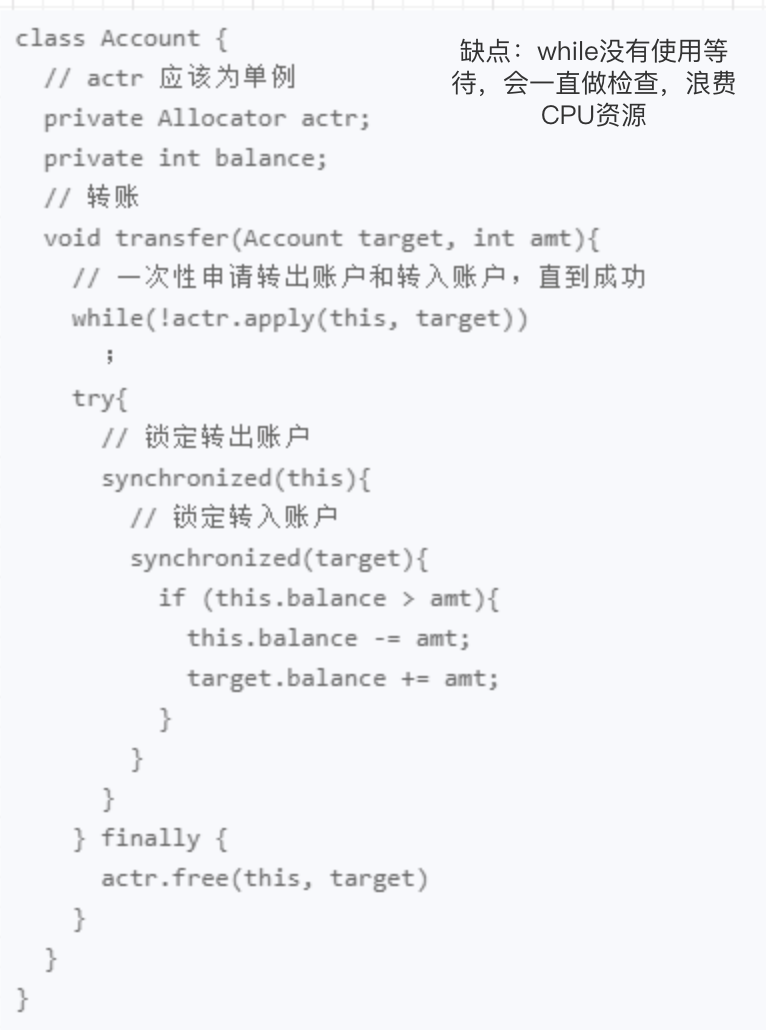 class Account {
  // actr 应该为单例
  private Allocator actr;
  private int balance;
  // 转账
  void transfer(Account target, int amt){
    // 一次性申请转出账户和转入账户，直到成功
    while(!actr.apply(this, target))
      ；
    try{
      // 锁定转出账户
      synchronized(this){
        // 锁定转入账户
        synchronized(target){
          if (this.balance > amt){
            this.balance -= amt;
            target.balance += amt;
          }
        }
      }
    } finally {
      actr.free(this, target)
    }
  }
}
缺点：while没有使用等
待，会一直做检查，浪费
CPU资源